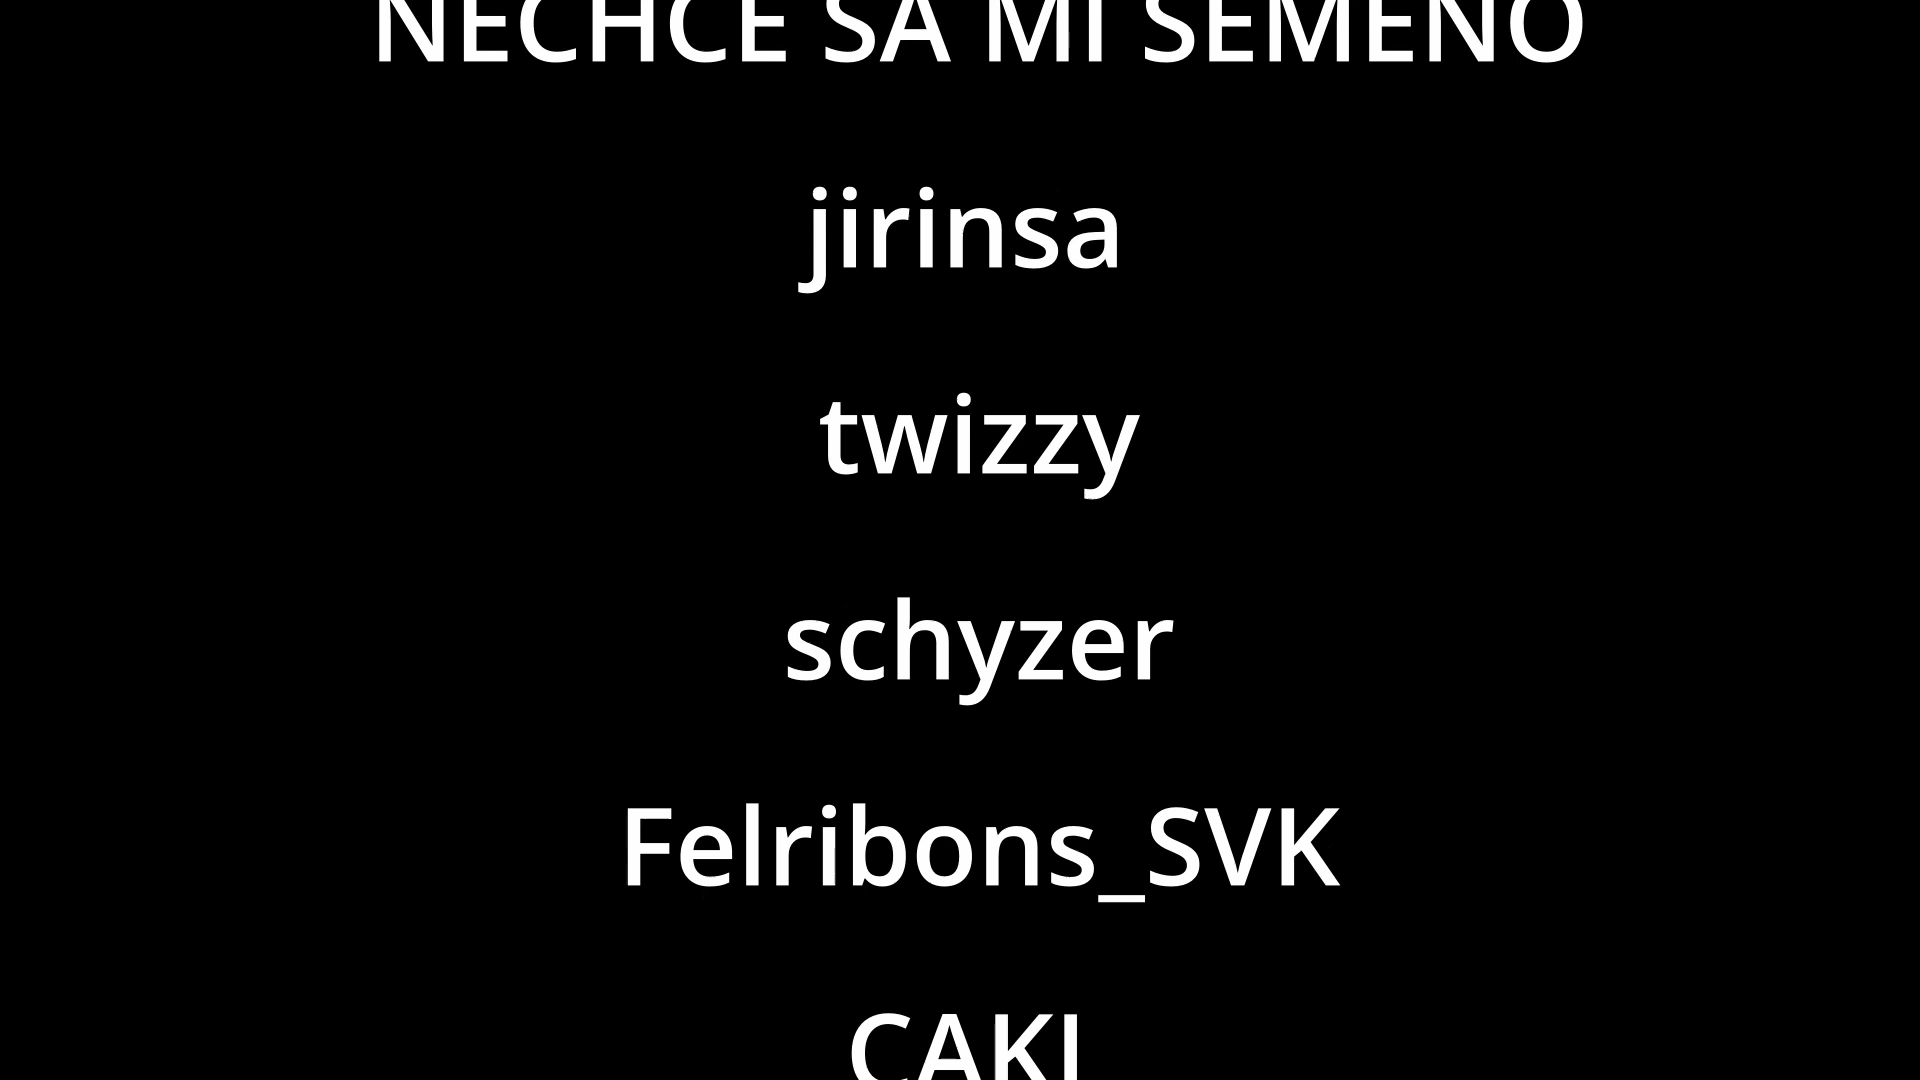 NECHCE SA MI SEMENO
jirinsa
twizzy
schyzer
Felribons_SVK
CAKI